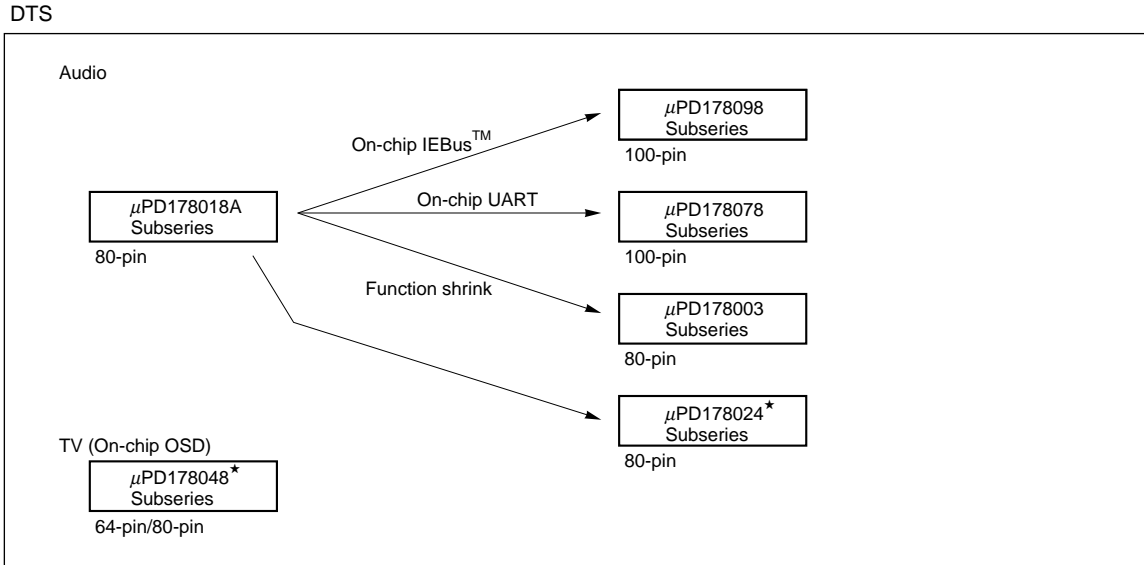 DTS
Audio
μPD178018A
Subseries
80-pin
On-chip IEBus™
On-chip UART
Function shrink
μPD178098
Subseries
100-pin
μPD178078
Subseries
100-pin
μPD178003
Subseries
80-pin
μPD178024★
Subseries
80-pin
TV (On-chip OSD)
μPD178048★
Subseries
64-pin/80-pin